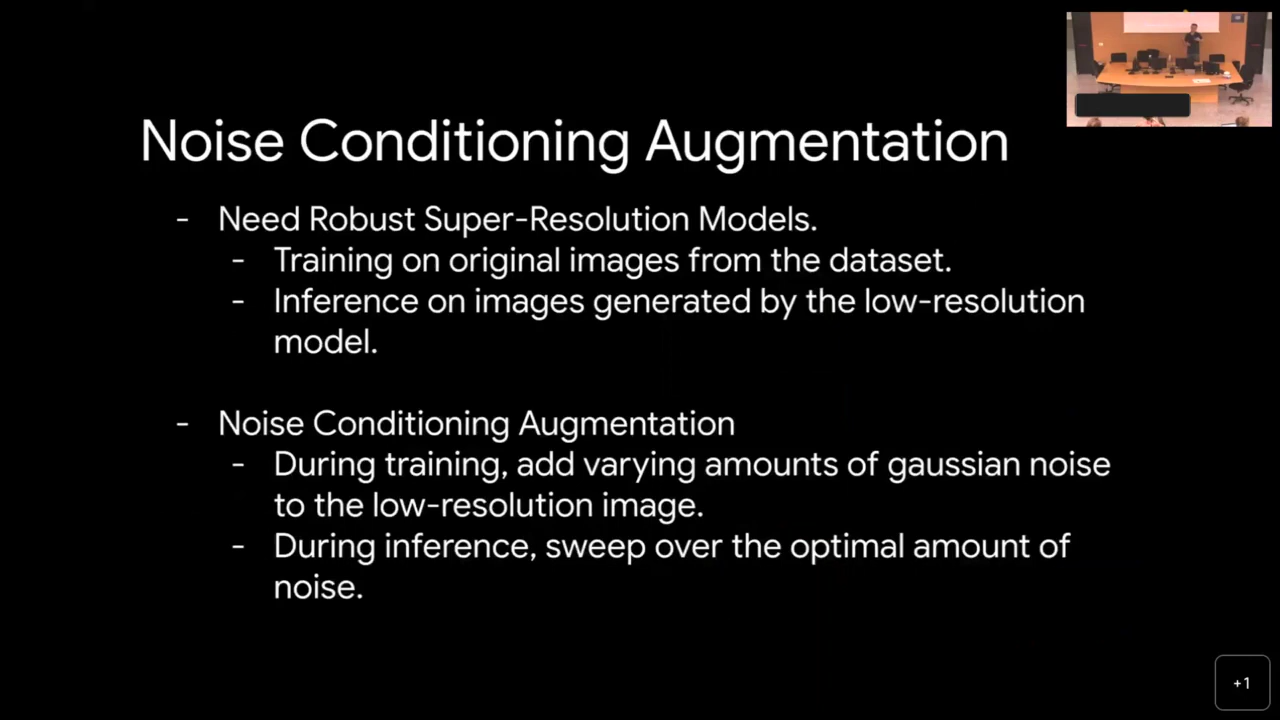 Noise Conditioning Augmentation
- Need Robust Super-Resolution Models.
- Training on original images from the dataset.
- Inference on images generated by the low-resolution
model.
- Noise Conditioning Augmentation
- During training, add varying amounts of gaussian noise
to the low-resolution image.
- During inference, sweep over the optimal amount of
noise.
+1